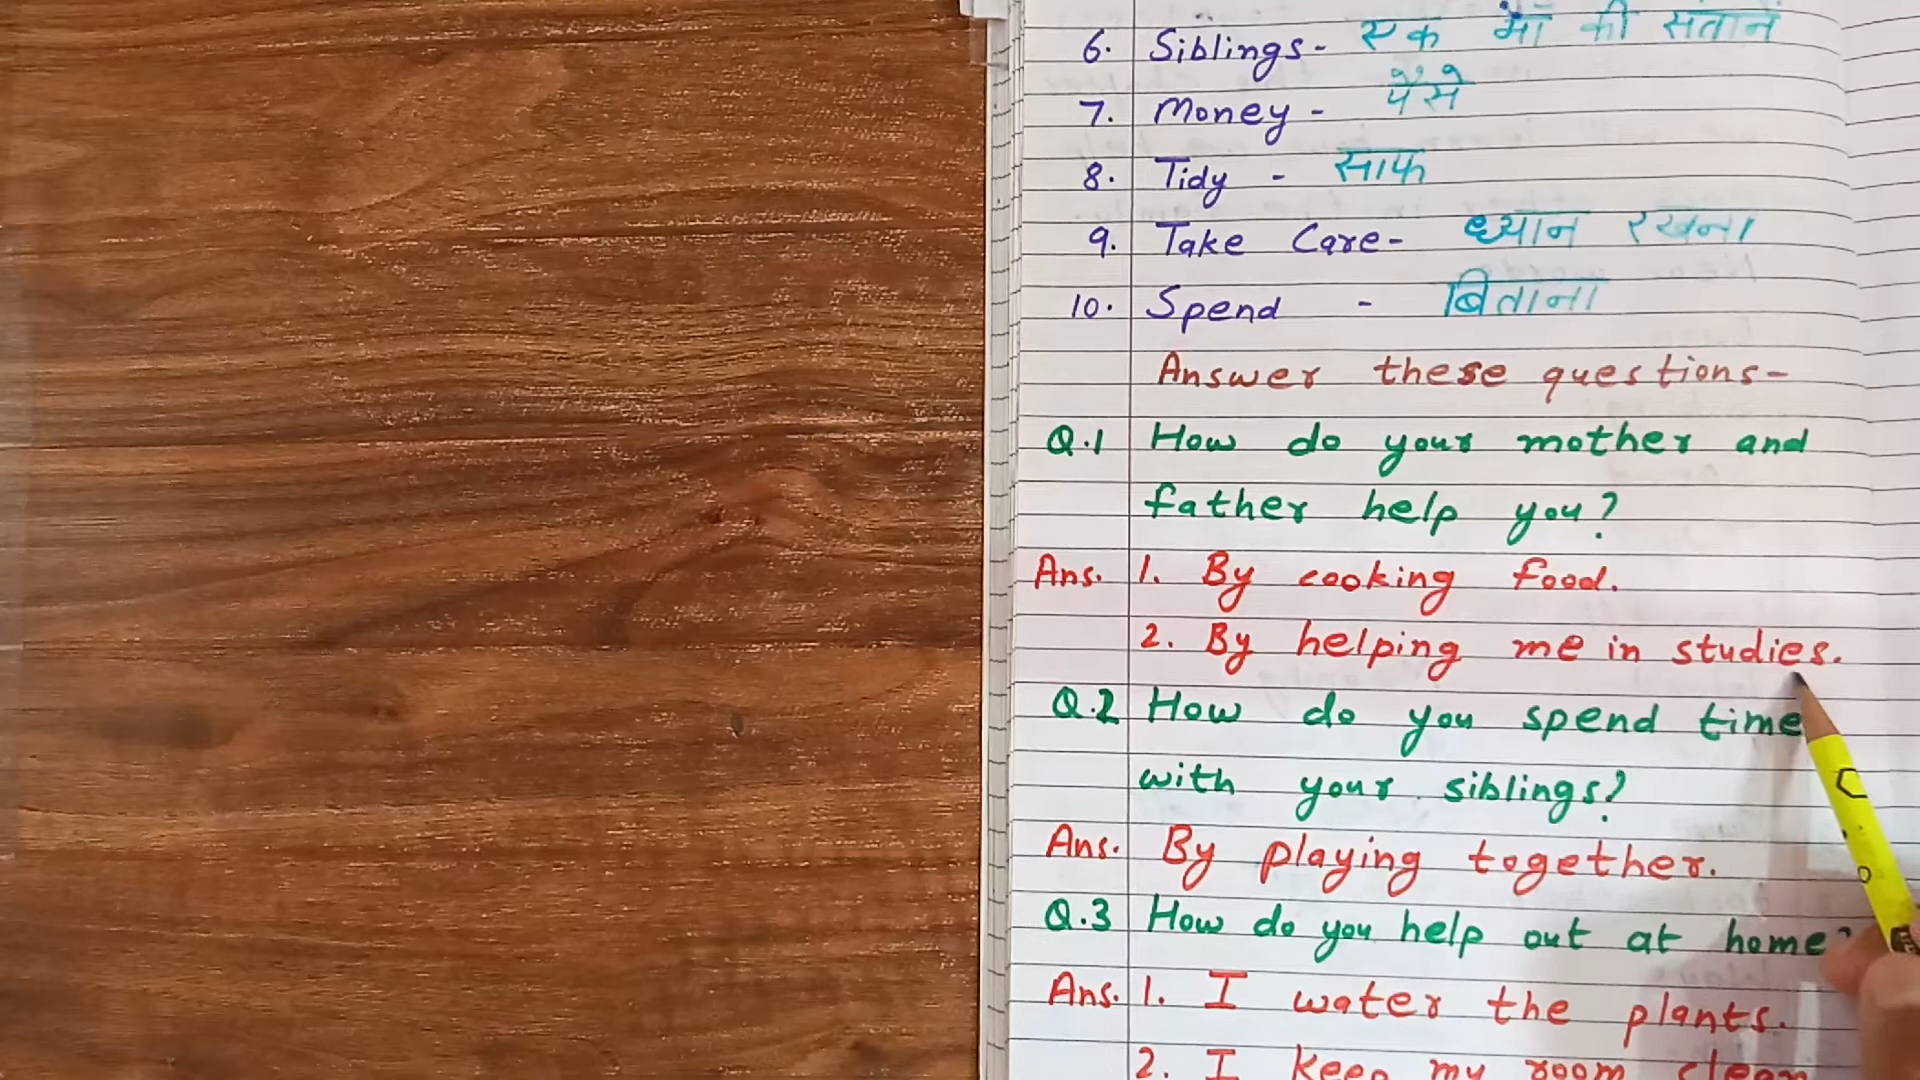 6. Siblings - एक माँ की संतान
7. Money - पैसे
8. Tidy - साफ
9. Take Care - ध्यान रखना
10. Spend - बिताना
Answer these questions-
Q.1 How do your mother and
father help you?
Ans. 1. By cooking food.
2. By helping me in studies.
Q.2 How do you spend time
with your siblings?
Ans. By playing together.
Q.3 How do you help out at home?
Ans. 1. I water the plants.
2. I keep my room clean